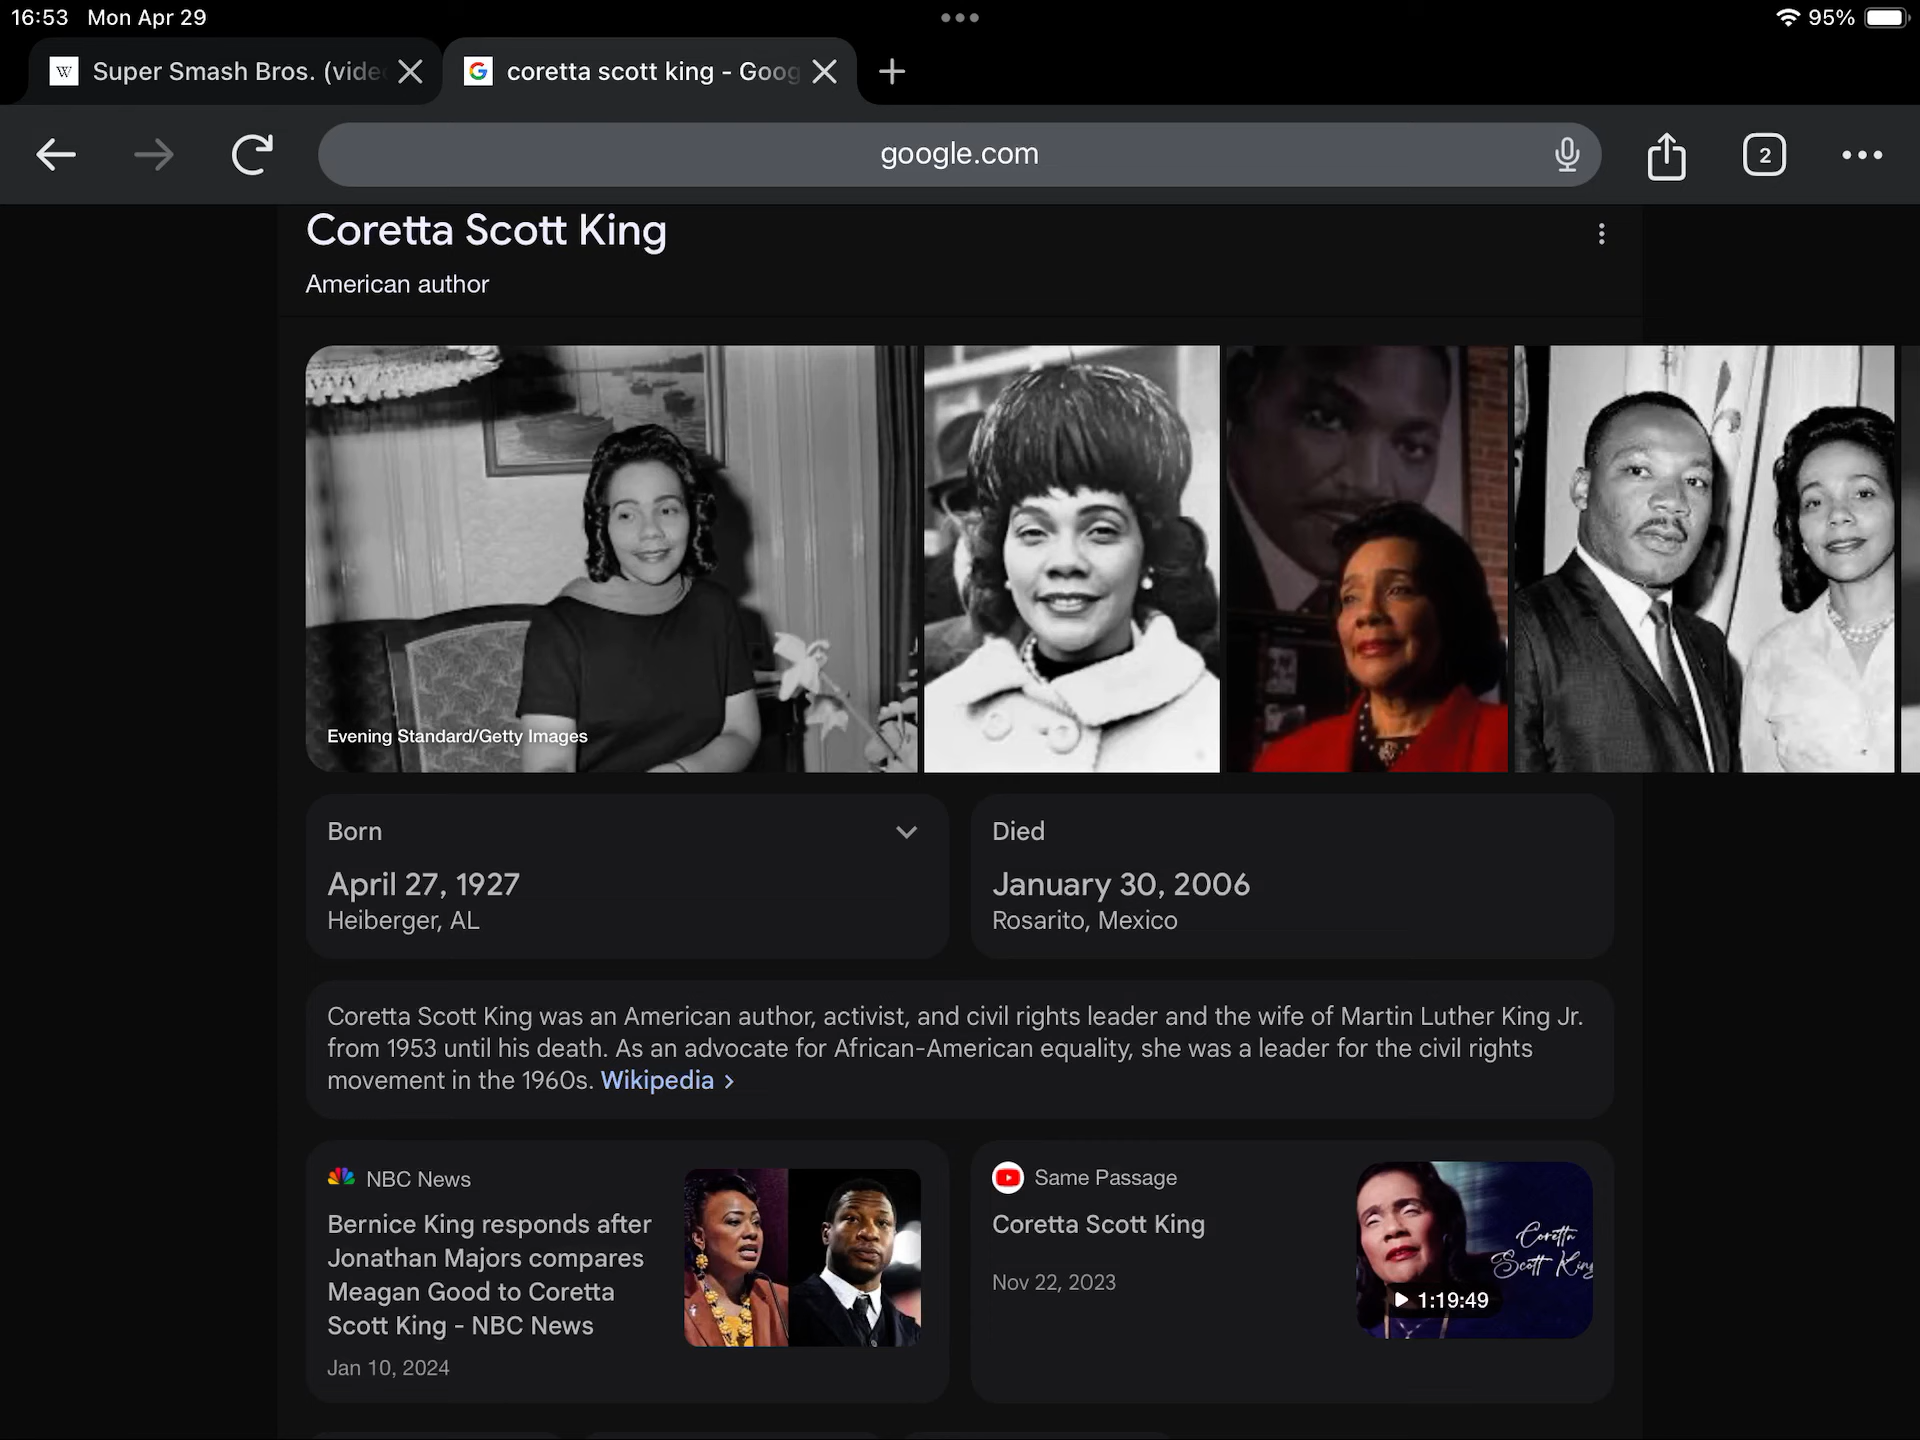 16:53 Mon Apr 29
95%
W Super Smash Bros. (vide
coretta scott king - Goog
google.com
2
Coretta Scott King
American author
Evening Standard/Getty Images
Born
April 27, 1927
Heiberger, AL
Died
January 30, 2006
Rosarito, Mexico
Coretta Scott King was an American author, activist, and civil rights leader and the wife of Martin Luther King Jr.
from 1953 until his death. As an advocate for African-American equality, she was a leader for the civil rights
movement in the 1960s. Wikipedia >
NBC News
Bernice King responds after
Jonathan Majors compares
Meagan Good to Coretta
Scott King - NBC News
Jan 10, 2024
Same Passage
Coretta Scott King
Nov 22, 2023
Coretta
Scott King
1:19:49